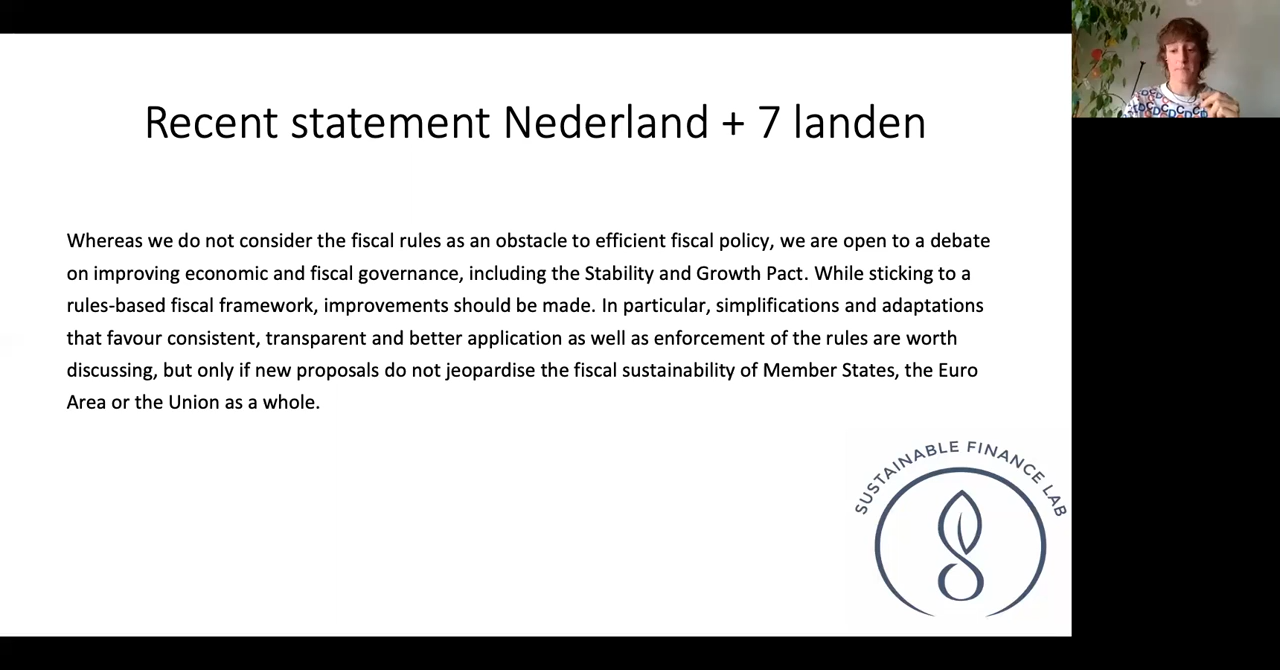 Recent statement Nederland + 7 landen
Whereas we do not consider the fiscal rules as an obstacle to efficient fiscal policy, we are open to a debate
on improving economic and fiscal governance, including the Stability and Growth Pact. While sticking to a
rules-based fiscal framework, improvements should be made. In particular, simplifications and adaptations
that favour consistent, transparent and better application as well as enforcement of the rules are worth
discussing, but only if new proposals do not jeopardise the fiscal sustainability of Member States, the Euro
Area or the Union as a whole.
SUSTAINABLE FINANCE LAB